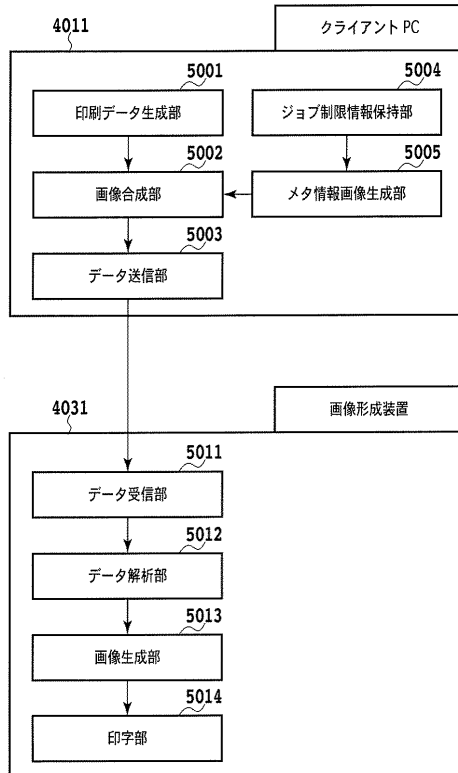 4011
クライアント PC
5001
印刷データ生成部
5004
ジョブ制限情報保持部
5002
画像合成部
5005
メタ情報画像生成部
5003
データ送信部
4031
画像形成装置
5011
データ受信部
5012
データ解析部
5013
画像生成部
5014
印字部